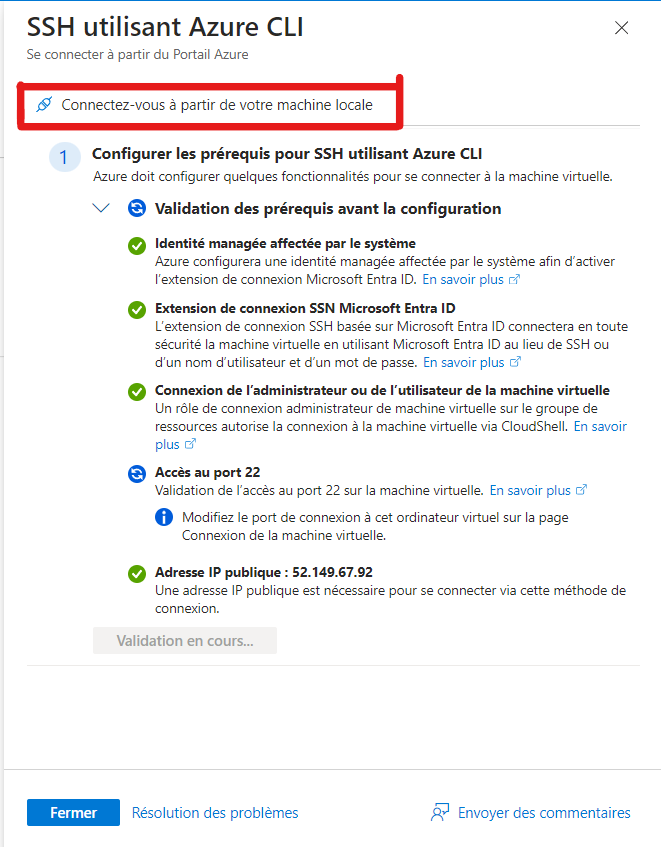 SSH utilisant Azure CLI
Se connecter à partir du Portail Azure
Connectez-vous à partir de votre machine locale
1
Configurer les prérequis pour SSH utilisant Azure CLI
Azure doit configurer quelques fonctionnalités pour se connecter à la machine virtuelle.
Validation des prérequis avant la configuration
Identité managée affectée par le système
Azure configurera une identité managée affectée par le système afin d’activer
l’extension de connexion Microsoft Entra ID. En savoir plus
Extension de connexion SSN Microsoft Entra ID
L’extension de connexion SSH basée sur Microsoft Entra ID connectera en toute
sécurité la machine virtuelle en utilisant Microsoft Entra ID au lieu de SSH ou
d’un nom d’utilisateur et d’un mot de passe. En savoir plus
Connexion de l’administrateur ou de l’utilisateur de la machine virtuelle
Un rôle de connexion administrateur de machine virtuelle sur le groupe de
ressources autorise la connexion à la machine virtuelle via CloudShell. En savoir
plus
Accès au port 22
Validation de l’accès au port 22 sur la machine virtuelle. En savoir plus
Modifiez le port de connexion à cet ordinateur virtuel sur la page
Connexion de la machine virtuelle.
Adresse IP publique : 52.149.67.92
Une adresse IP publique est nécessaire pour se connecter via cette méthode de
connexion.
Validation en cours...
Fermer
Résolution des problèmes
Envoyer des commentaires